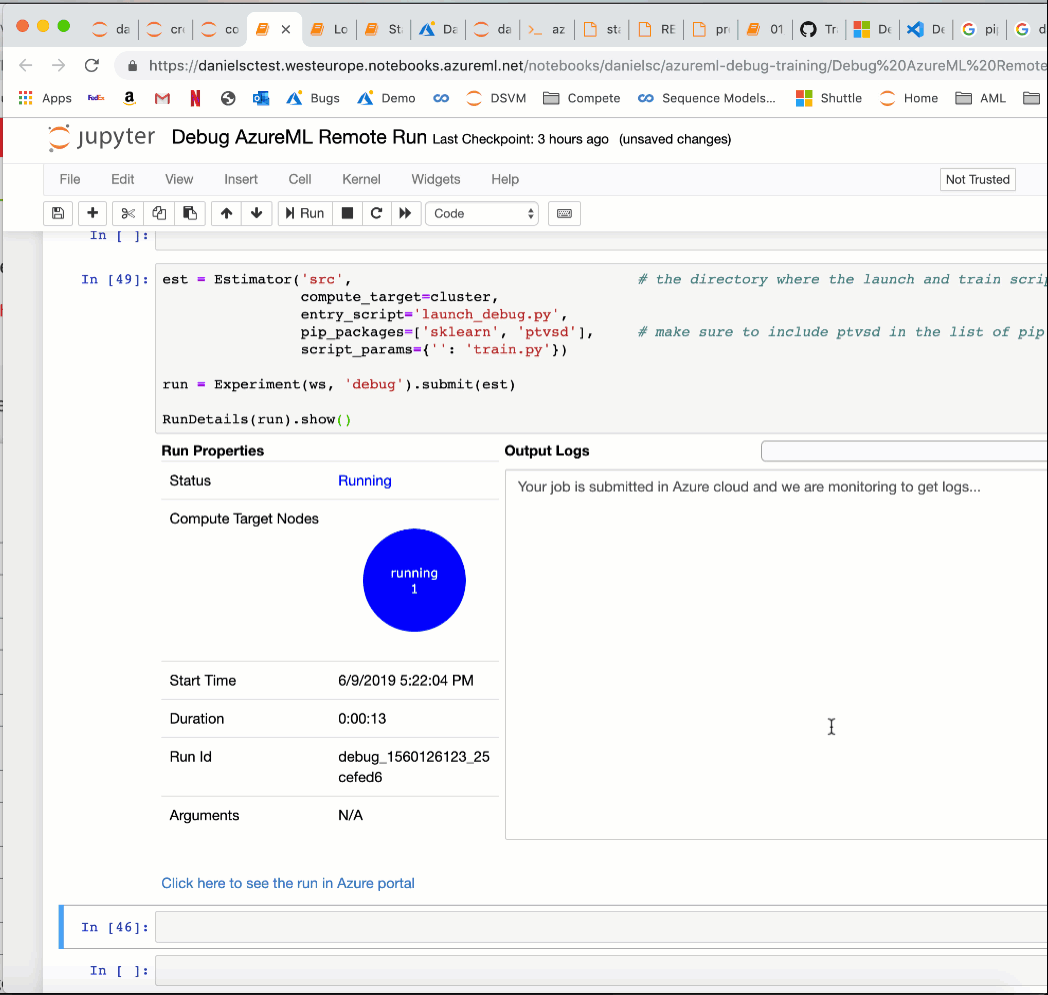 da
cr
co
Lo
St
Da
da
az
sta
RE
pr
01
Tr
De
De
pi
d
https://danielsctest.westeurope.notebooks.azureml.net/notebooks/danielsc/azureml-debug-training/Debug%20AzureML%20Remote
Apps
FedEx
a
Bugs
Demo
DSVM
Compete
Sequence Models...
Shuttle
Home
AML
jupyter Debug AzureML Remote Run Last Checkpoint: 3 hours ago (unsaved changes)
File Edit View Insert Cell Kernel Widgets Help
Not Trusted
Run
Code
In [ ]:
In [49]:
est = Estimator('src', # the directory where the launch and train scrip
compute_target=cluster,
entry_script='launch_debug.py',
pip_packages=['sklearn', 'ptvsd'], # make sure to include ptvsd in the list of pip
script_params={'': 'train.py'})
run = Experiment(ws, 'debug').submit(est)
RunDetails(run).show()
Run Properties
Status Running
Compute Target Nodes
running
1
Start Time 6/9/2019 5:22:04 PM
Duration 0:00:13
Run Id debug_1560126123_25
cefed6
Arguments N/A
Output Logs
Your job is submitted in Azure cloud and we are monitoring to get logs...
Click here to see the run in Azure portal
In [46]:
In [ ]: